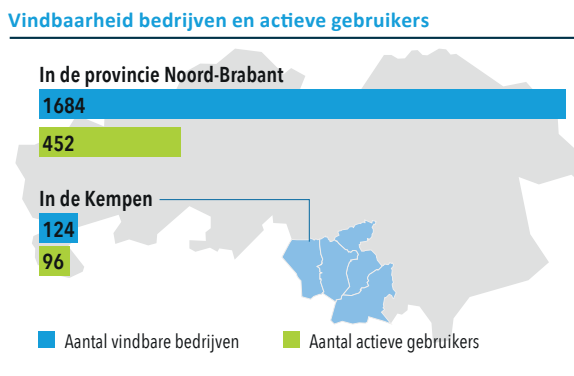 Vindbaarheid bedrijven en actieve gebruikers
In de provincie Noord-Brabant
1684
452
In de Kempen
124
96
Aantal vindbare bedrijven
Aantal actieve gebruikers